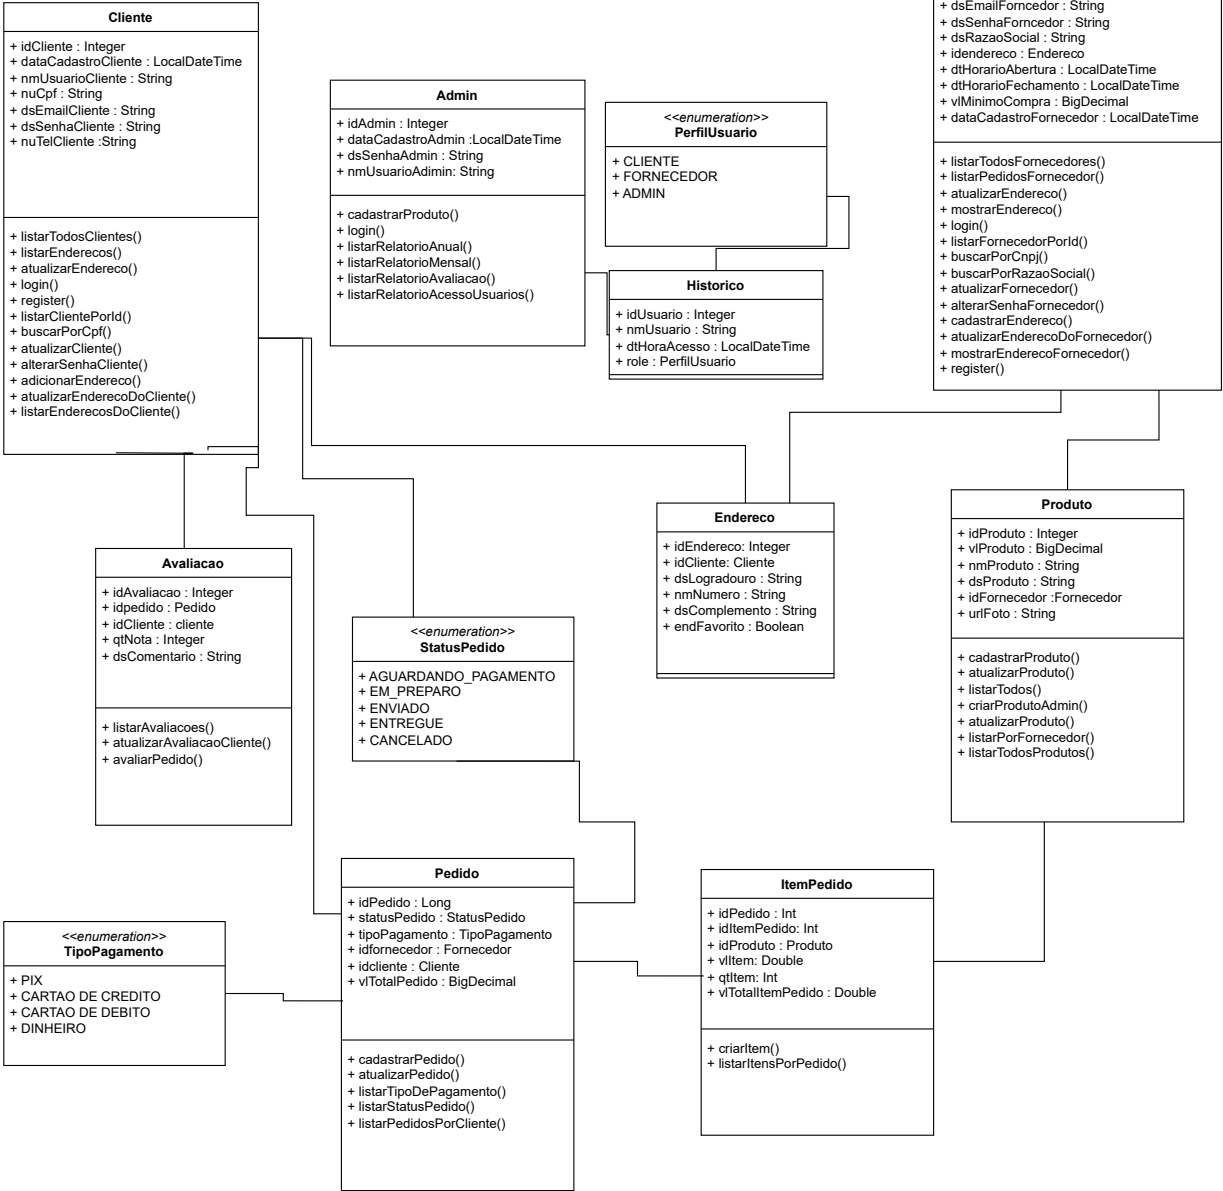 Cliente
+ idCliente : Integer
+ dataCadastroCliente : LocalDateTime
+ nmUsuarioCliente : String
+ nuCpf : String
+ dsEmailCliente : String
+ dsSenhaCliente : String
+ nuTelCliente :String
+ listarTodosClientes()
+ listarEnderecos()
+ atualizarEndereco()
+ login()
+ register()
+ listarClientePorId()
+ buscarPorCpf()
+ atualizarCliente()
+ alterarSenhaCliente()
+ adicionarEndereco()
+ atualizarEnderecoDoCliente()
+ listarEnderecosDoCliente()
Admin
+ idAdmin : Integer
+ dataCadastroAdmin :LocalDateTime
+ dsSenhaAdmin : String
+ nmUsuarioAdimin: String
+ cadastrarProduto()
+ login()
+ listarRelatorioAnual()
+ listarRelatorioMensal()
+ listarRelatorioAvaliacao()
+ listarRelatorioAcessoUsuarios()
<<enumeration>>
PerfilUsuario
+ CLIENTE
+ FORNECEDOR
+ ADMIN
Historico
+ idUsuario : Integer
+ nmUsuario : String
+ dtHoraAcesso : LocalDateTime
+ role : PerfilUsuario
+ dsEmailForncedor : String
+ dsSenhaForncedor : String
+ dsRazaoSocial : String
+ idendereco : Endereco
+ dtHorarioAbertura : LocalDateTime
+ dtHorarioFechamento : LocalDateTime
+ vlMinimoCompra : BigDecimal
+ dataCadastroFornecedor : LocalDateTime
+ listarTodosFornecedores()
+ listarPedidosFornecedor()
+ atualizarEndereco()
+ mostrarEndereco()
+ login()
+ listarFornecedorPorId()
+ buscarPorCnpj()
+ buscarPorRazaoSocial()
+ atualizarFornecedor()
+ alterarSenhaFornecedor()
+ cadastrarEndereco()
+ atualizarEnderecoDoFornecedor()
+ mostrarEnderecoFornecedor()
+ register()
Avaliacao
+ idAvaliacao : Integer
+ idpedido : Pedido
+ idCliente : cliente
+ qtNota : Integer
+ dsComentario : String
+ listarAvaliacoes()
+ atualizarAvaliacaoCliente()
+ avaliarPedido()
<<enumeration>>
StatusPedido
+ AGUARDANDO_PAGAMENTO
+ EM_PREPARO
+ ENVIADO
+ ENTREGUE
+ CANCELADO
Endereco
+ idEndereco: Integer
+ idCliente: Cliente
+ dsLogradouro : String
+ nmNumero : String
+ dsComplemento : String
+ endFavorito : Boolean
Produto
+ idProduto : Integer
+ vlProduto : BigDecimal
+ nmProduto : String
+ dsProduto : String
+ idFornecedor :Fornecedor
+ urlFoto : String
+ cadastrarProduto()
+ atualizarProduto()
+ listarTodos()
+ criarProdutoAdmin()
+ atualizarProduto()
+ listarPorFornecedor()
+ listarTodosProdutos()
<<enumeration>>
TipoPagamento
+ PIX
+ CARTAO DE CREDITO
+ CARTAO DE DEBITO
+ DINHEIRO
Pedido
+ idPedido : Long
+ statusPedido : StatusPedido
+ tipoPagamento : TipoPagamento
+ idfornecedor : Fornecedor
+ idcliente : Cliente
+ vlTotalPedido : BigDecimal
+ cadastrarPedido()
+ atualizarPedido()
+ listarTipoDePagamento()
+ listarStatusPedido()
+ listarPedidosPorCliente()
ItemPedido
+ idPedido : Int
+ idItemPedido: Int
+ idProduto : Produto
+ vlItem: Double
+ qtItem: Int
+ vlTotalItemPedido : Double
+ criarItem()
+ listarItensPorPedido()